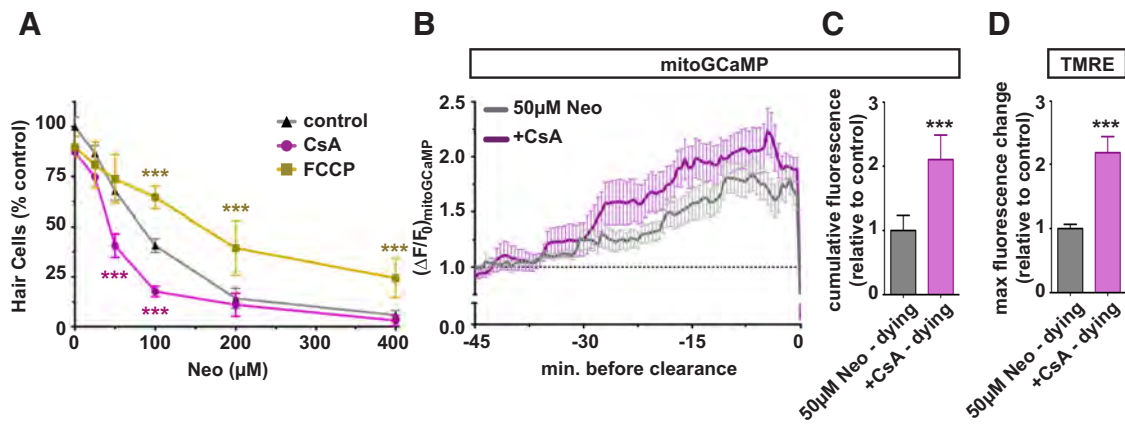 A
B
C
D
mitoGCaMP
TMRE
Hair Cells (% control)
100
75
50
25
0
control
CsA
FCCP
***
***
***
***
***
0
100
200
300
400
Neo (µM)
(ΔF/F0)mitoGCaMP
2.5
2.0
1.5
1.0
0.0
50µM Neo
+CsA
-45
-30
-15
0
min. before clearance
cumulative fluorescence
(relative to control)
3
2
1
0
***
50µM Neo - dying
+CsA - dying
max fluorescence change
(relative to control)
3
2
1
0
***
50µM Neo - dying
+CsA - dying